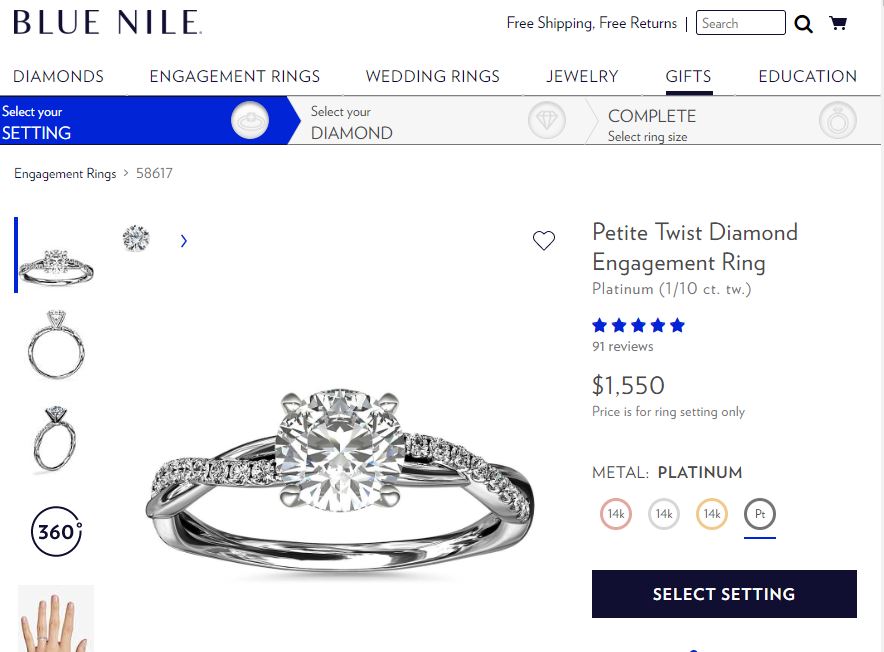 BLUE NILE
Free Shipping, Free Returns | Search
DIAMONDS ENGAGEMENT RINGS WEDDING RINGS JEWELRY GIFTS EDUCATION
Select your
SETTING
Select your
DIAMOND
COMPLETE
Select ring size
Engagement Rings > 58617
Petite Twist Diamond
Engagement Ring
Platinum (1/10 ct. tw.)
91 reviews
$1,550
Price is for ring setting only
METAL: PLATINUM
14k 14k 14k Pt
360°
SELECT SETTING